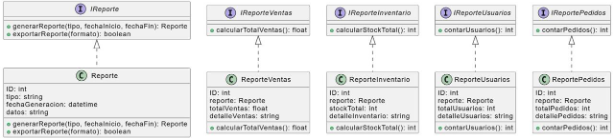 I IReporte
generarReporte(tipo, fechaInicio, fechaFin): Reporte
exportarReporte(formato): boolean
C Reporte
ID: int
tipo: string
fechaGeneracion: datetime
datos: string
generarReporte(tipo, fechaInicio, fechaFin): Reporte
exportarReporte(formato): boolean
I IReporteVentas
calcularTotalVentas(): float
C ReporteVentas
ID: int
reporte: Reporte
totalVentas: float
detalleVentas: string
calcularTotalVentas(): float
I IReporteInventario
calcularStockTotal(): int
C ReporteInventario
ID: int
reporte: Reporte
stockTotal: int
detalleInventario: string
calcularStockTotal(): int
I IReporteUsuarios
contarUsuarios(): int
C ReporteUsuarios
ID: int
reporte: Reporte
totalUsuarios: int
detalleUsuarios: string
contarUsuarios(): int
I IReportePedidos
contarPedidos(): int
C ReportePedidos
ID: int
reporte: Reporte
totalPedidos: int
detallePedidos: string
contarPedidos(): int